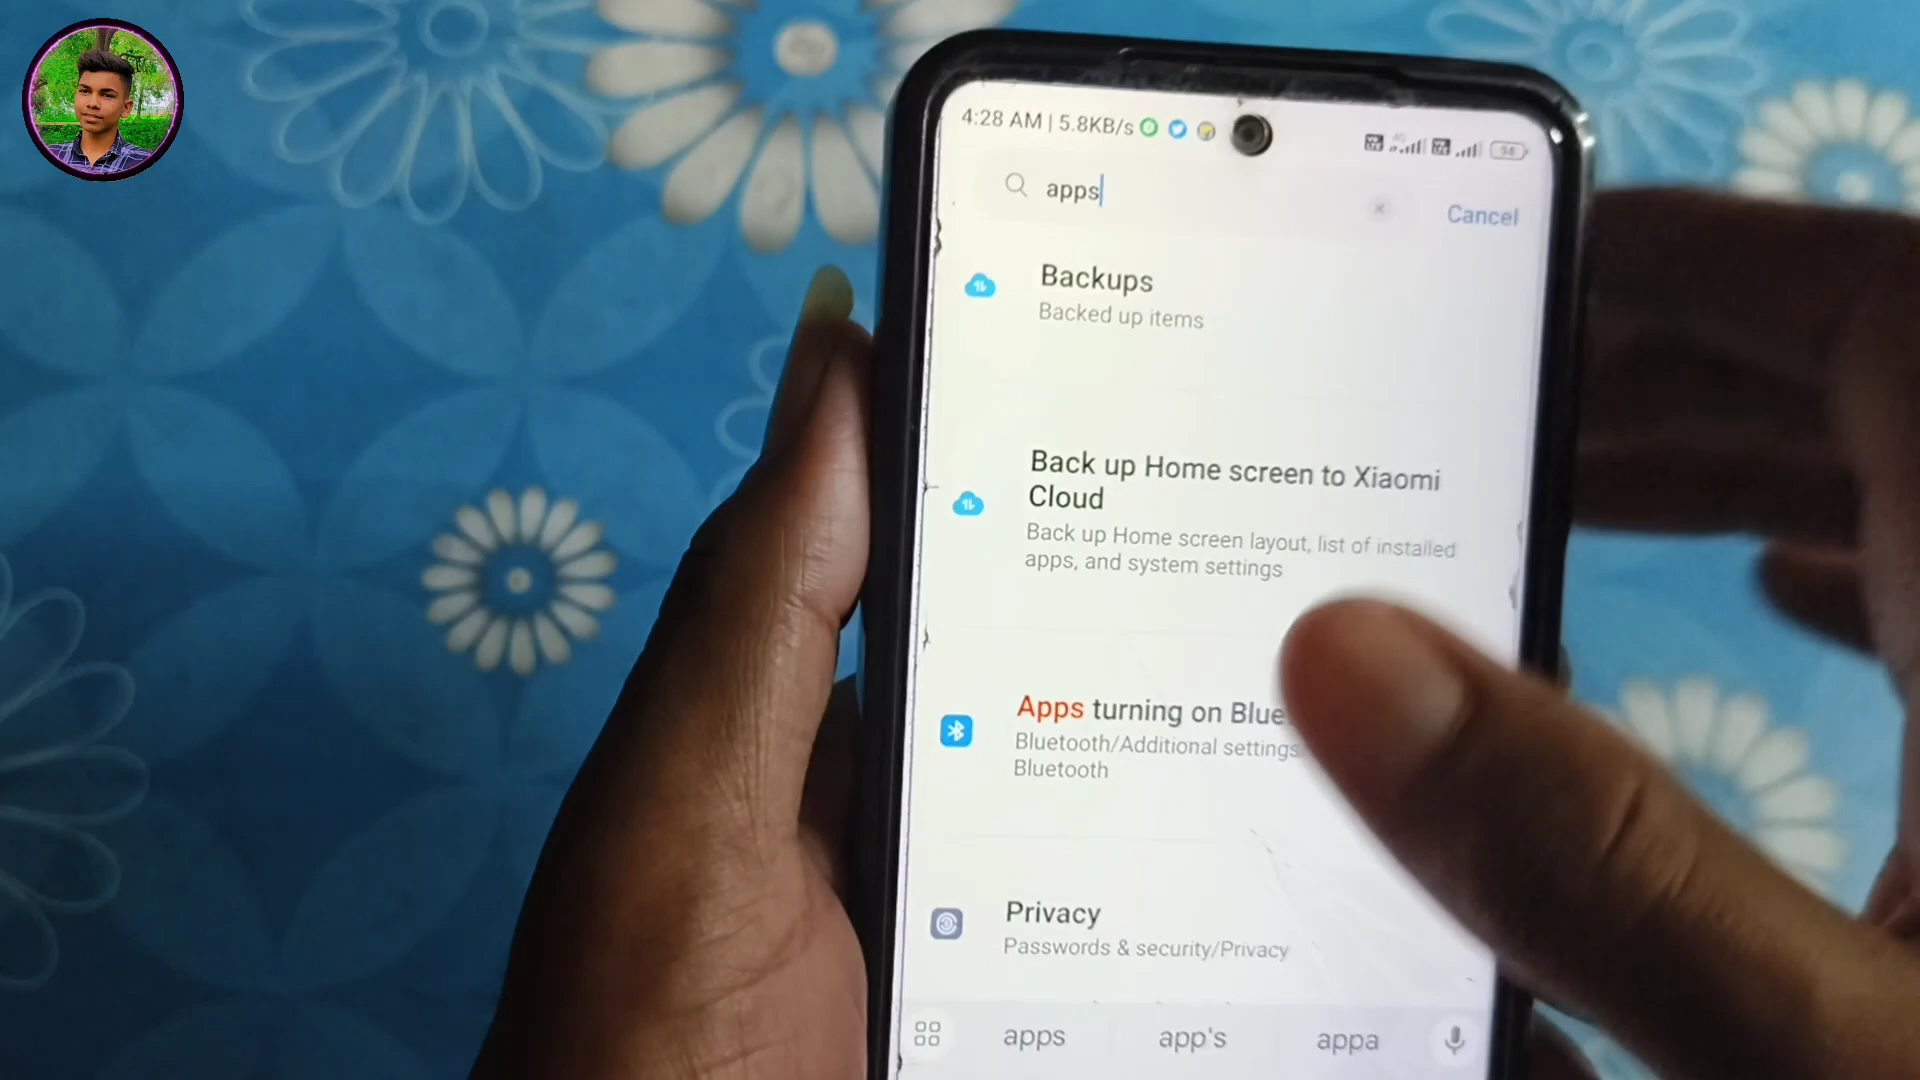 4:28 AM | 5.8KB/s
4G
94
apps
Cancel
Backups
Backed up items
Back up Home screen to Xiaomi
Cloud
Back up Home screen layout, list of installed
apps, and system settings
Apps turning on Blue
Bluetooth/Additional settings
Bluetooth
Privacy
Passwords & security/Privacy
apps app's appa